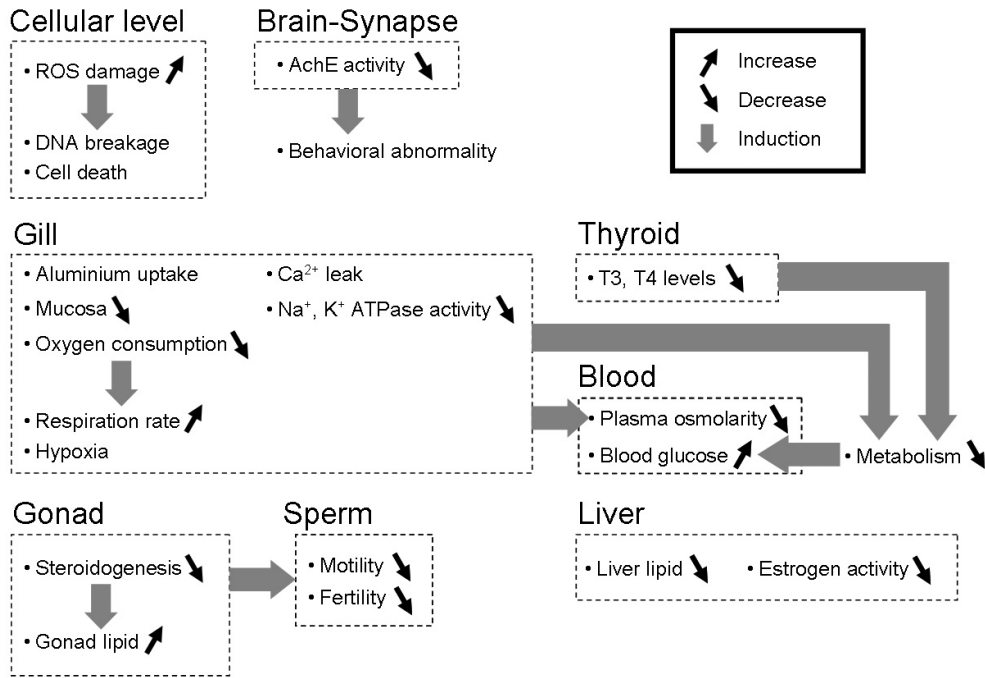 Cellular level
• ROS damage
• DNA breakage
• Cell death
Brain-Synapse
• AchE activity
• Behavioral abnormality
Increase
Decrease
Induction
Gill
• Aluminium uptake
• Mucosa
• Oxygen consumption
• Respiration rate
• Hypoxia
• Ca²⁺ leak
• Na⁺, K⁺ ATPase activity
Thyroid
• T3, T4 levels
Blood
• Plasma osmolarity
• Blood glucose
• Metabolism
Gonad
• Steroidogenesis
• Gonad lipid
Sperm
• Motility
• Fertility
Liver
• Liver lipid
• Estrogen activity